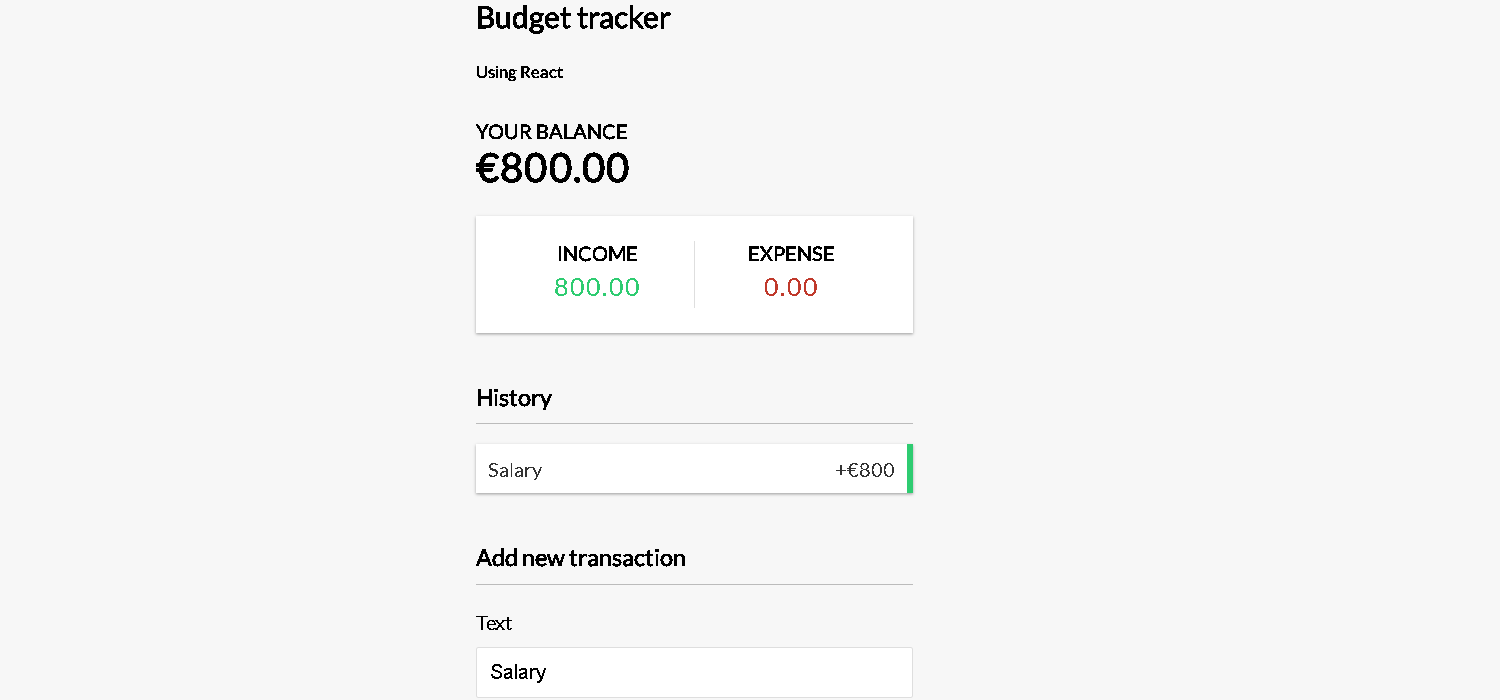 Budget tracker
Using React
YOUR BALANCE
€800.00
INCOME EXPENSE
800.00 0.00
History
Salary +€800
Add new transaction
Text
Salary